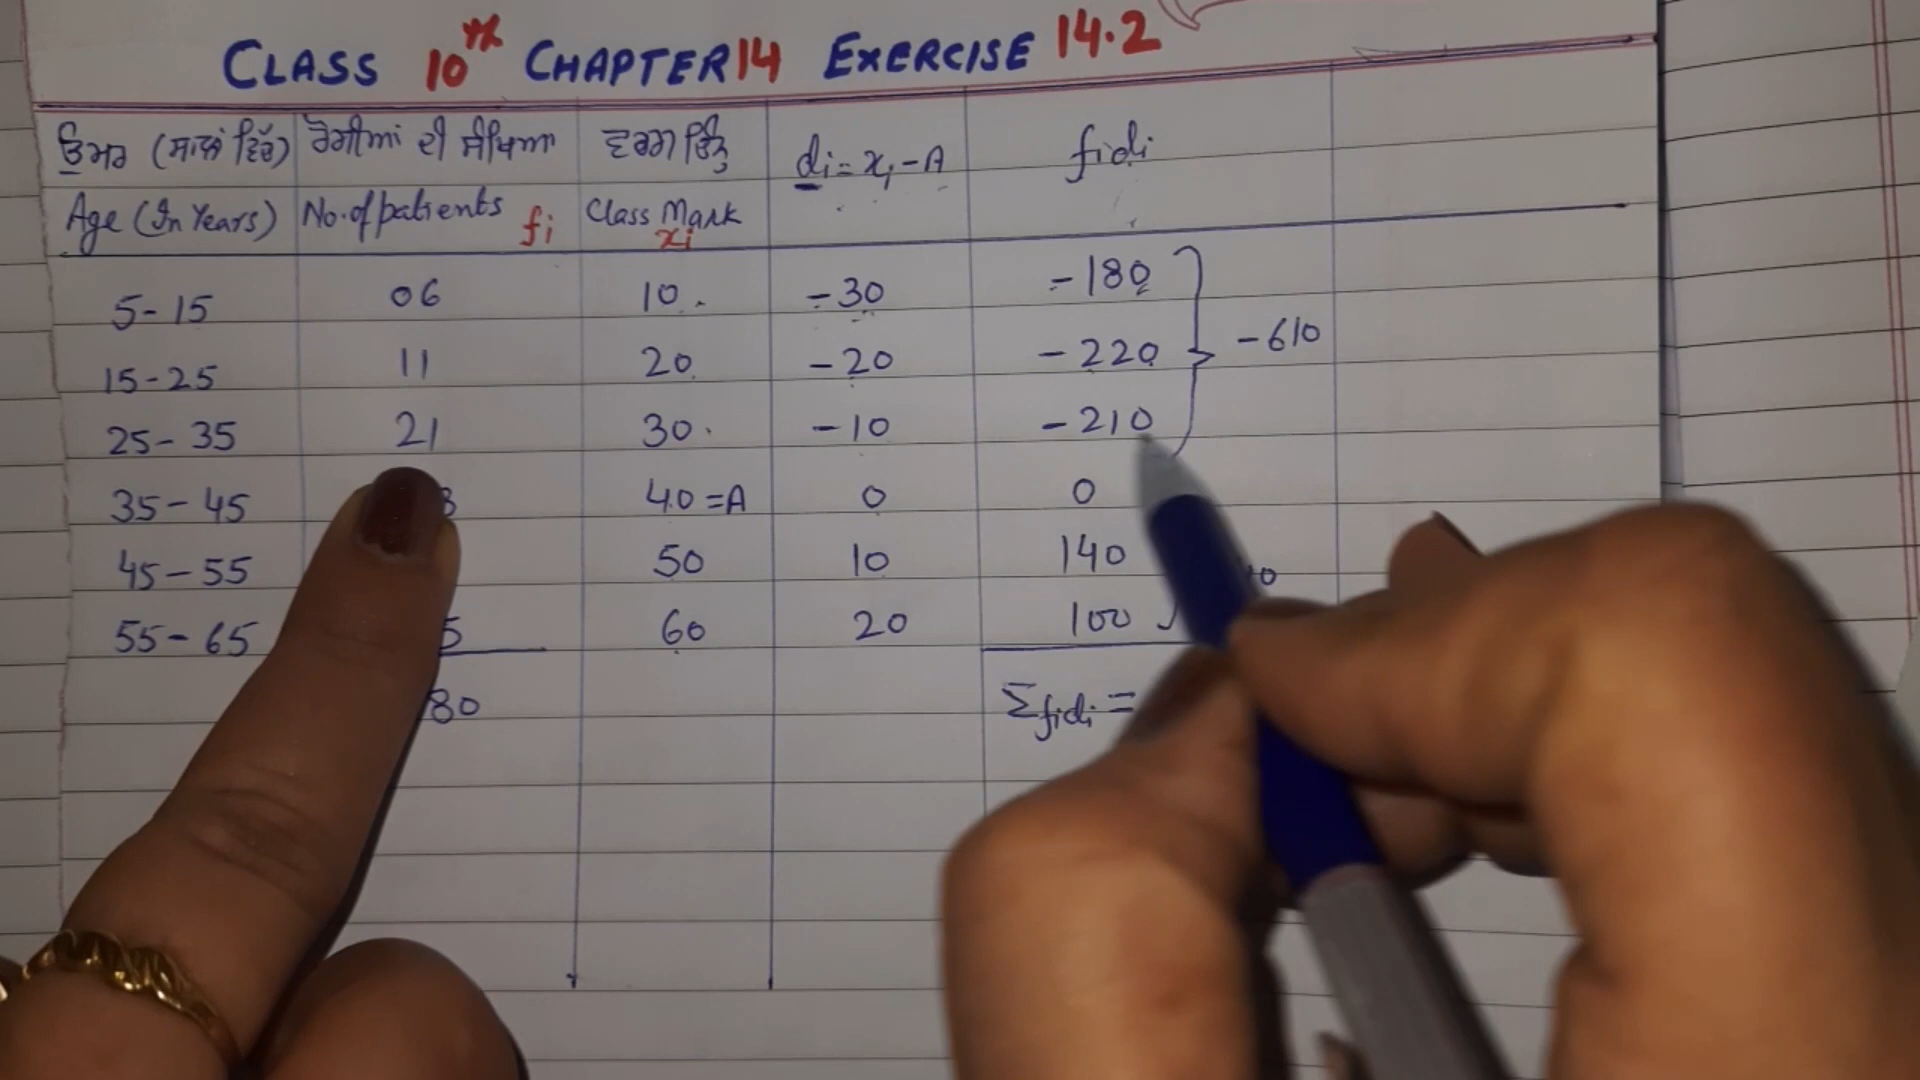 CLASS 10th CHAPTER 14 EXERCISE 14.2
ਉਮਰ (ਸਾਲਾਂ ਵਿੱਚ) ਰੋਗੀਆਂ ਦੀ ਸੰਖਿਆ ਵਰਗ ਚਿੰਨ੍ਹ di = xi - A fidi
Age (In Years) No. of patients fi Class Mark xi
5-15 06 10 -30 -180
15-25 11 20 -20 -220 -610
25-35 21 30 -10 -210
35-45 40=A 0 0
45-55 50 10 140
55-65 5 60 20 100
80 Σfidi =